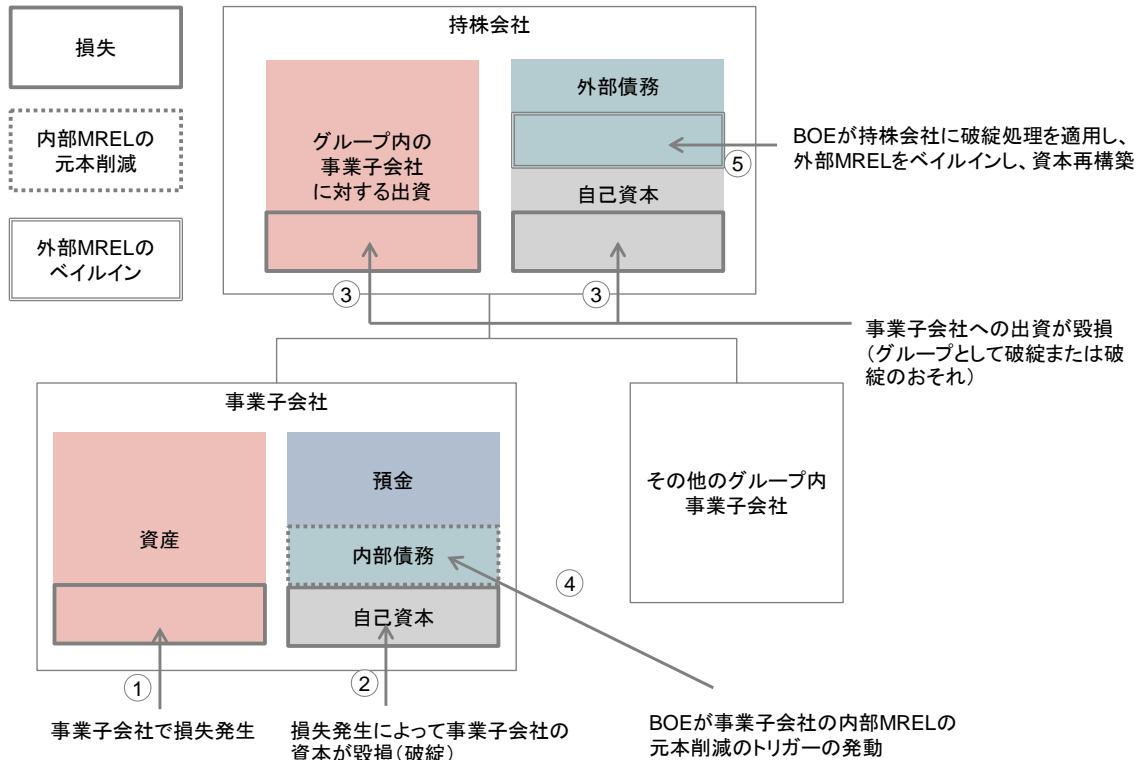 損失
内部MRELの
元本削減
外部MRELの
ベイルイン
持株会社
グループ内の
事業子会社
に対する出資
外部債務
自己資本
⑤
BOEが持株会社に破綻処理を適用し、
外部MRELをベイルインし、資本再構築
③
③
事業子会社への出資が毀損
(グループとして破綻または破
綻のおそれ)
事業子会社
資産
預金
内部債務
自己資本
その他のグループ内
事業子会社
④
①
②
事業子会社で損失発生
損失発生によって事業子会社の
資本が毀損(破綻)
BOEが事業子会社の内部MRELの
元本削減のトリガーの発動